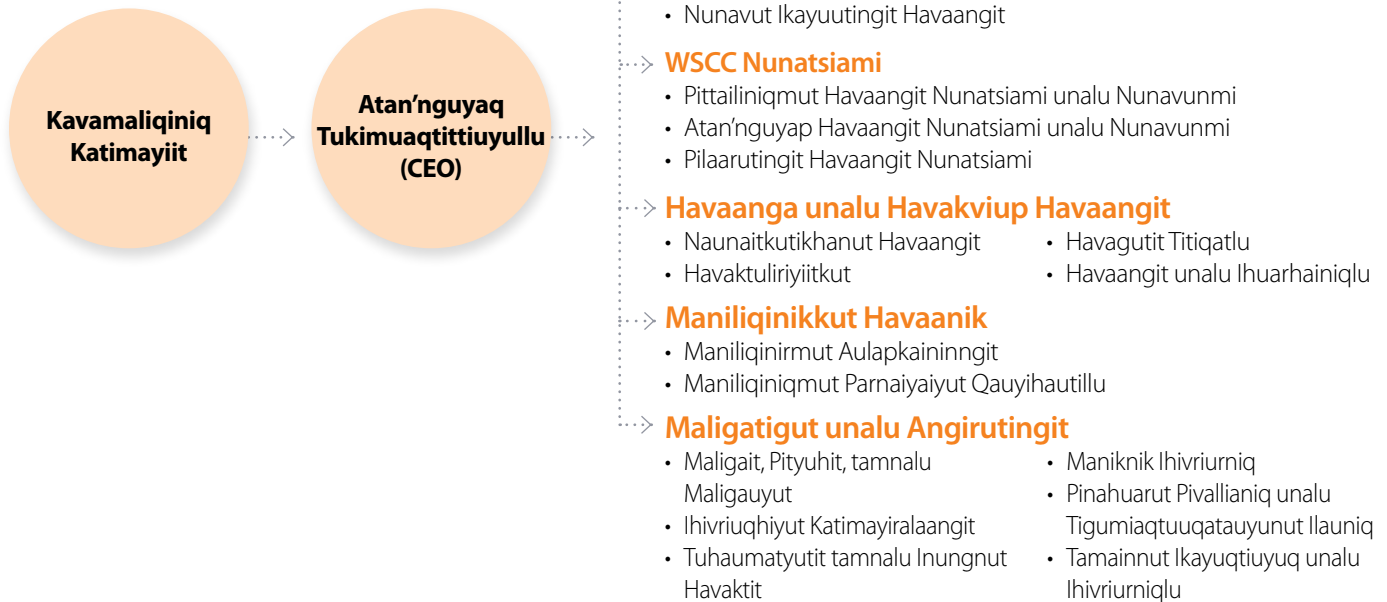 Kavamaliqiniq
Katimayiit
Atan'nguyaq
Tukimuaqtittiuyullu
(CEO)
• Nunavut Ikayuutingit Havaangit
WSCC Nunatsiami
• Pittailiniqmut Havaangit Nunatsiami unalu Nunavunmi
• Atan'nguyap Havaangit Nunatsiami unalu Nunavunmi
• Pilaarutingit Havaangit Nunatsiami
Havaanga unalu Havakviup Havaangit
• Naunaitkutikhanut Havaangit
• Havaktuliriyiitkut
• Havagutit Titiqatlu
• Havaangit unalu Ihuarhainiqlu
Maniliqinikkut Havaanik
• Maniliqinirmut Aulapkaininngit
• Maniliqiniqmut Parnaiyaiyut Qauyihautillu
Maligatigut unalu Angirutingit
• Maligait, Pityuhit, tamnalu
Maligauyut
• Ihivriuqhiyut Katimayiralaangit
• Tuhaumatyutit tamnalu Inungnut
Havaktit
• Maniknik Ihivriurniq
• Pinahuarut Pivallianiq unalu
Tigumiaqtuuqatauyunut Ilauniq
• Tamainnut Ikayuqtiuyuq unalu
Ihivriurniqlu